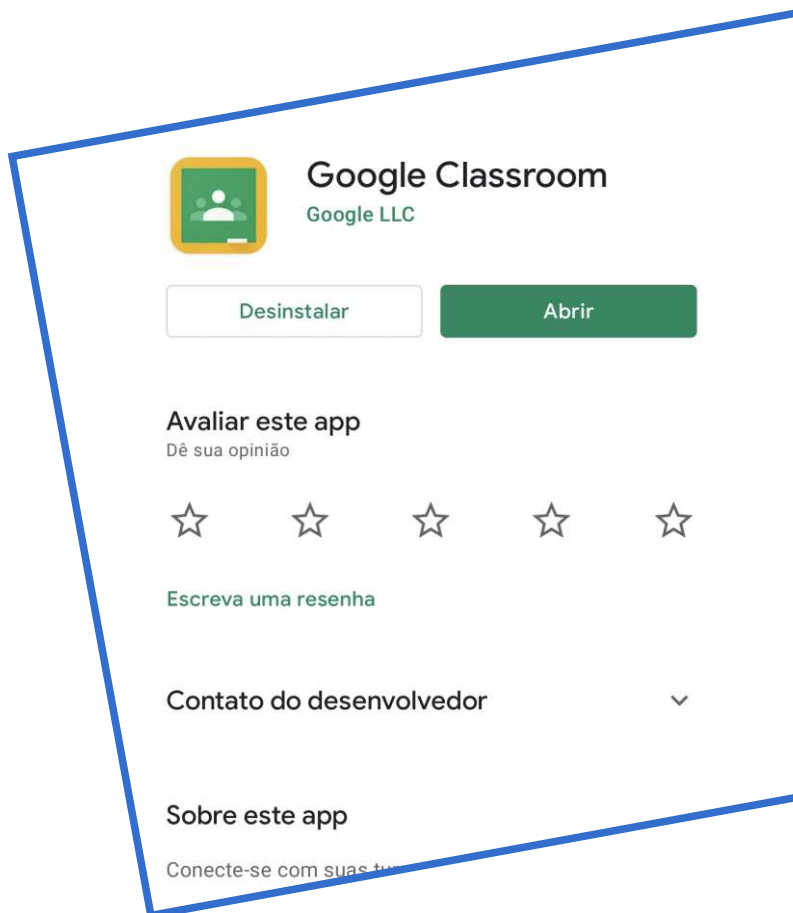 Google Classroom
Google LLC
Desinstalar
Abrir
Avaliar este app
Dê sua opinião
Escreva uma resenha
Contato do desenvolvedor
Sobre este app
Conecte-se com suas